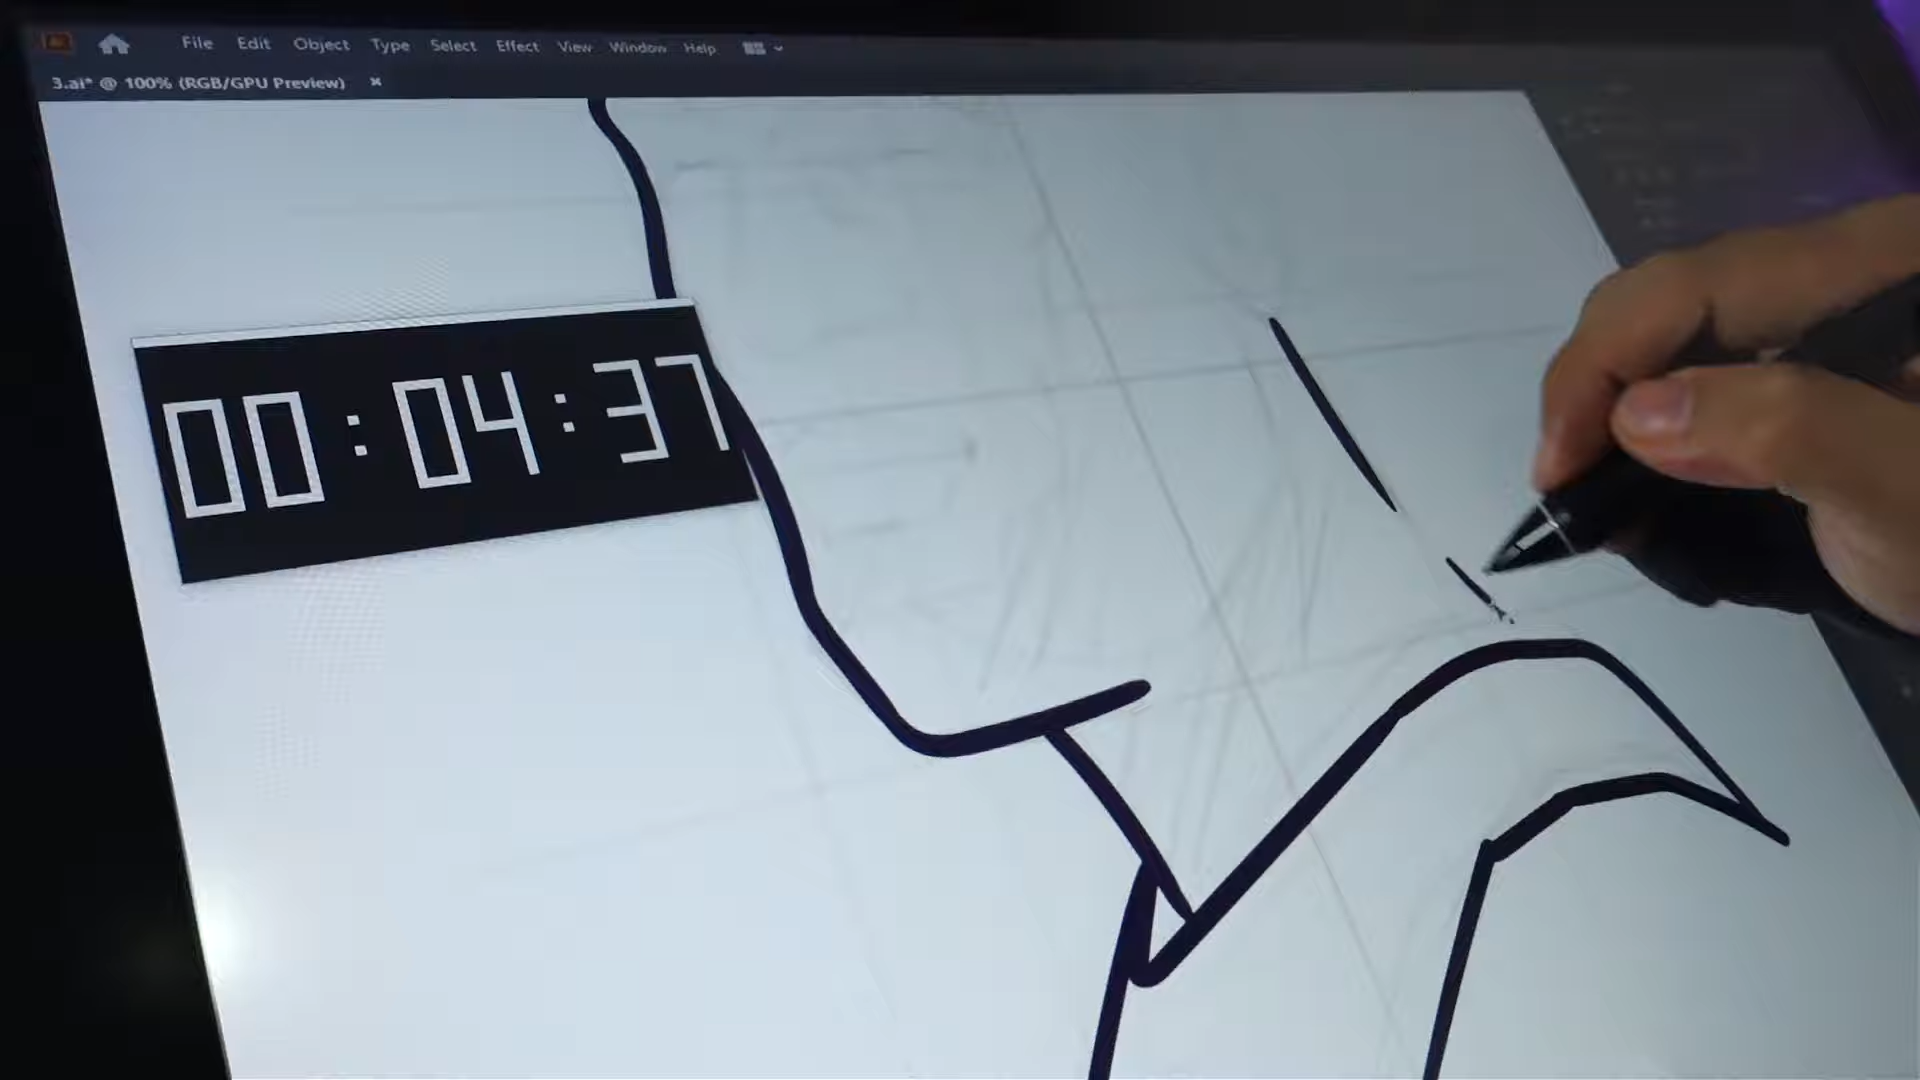 File Edit Object Type Select Effect View Window Help
3.ai* @ 100% (RGB/GPU Preview) ×
00:04:37